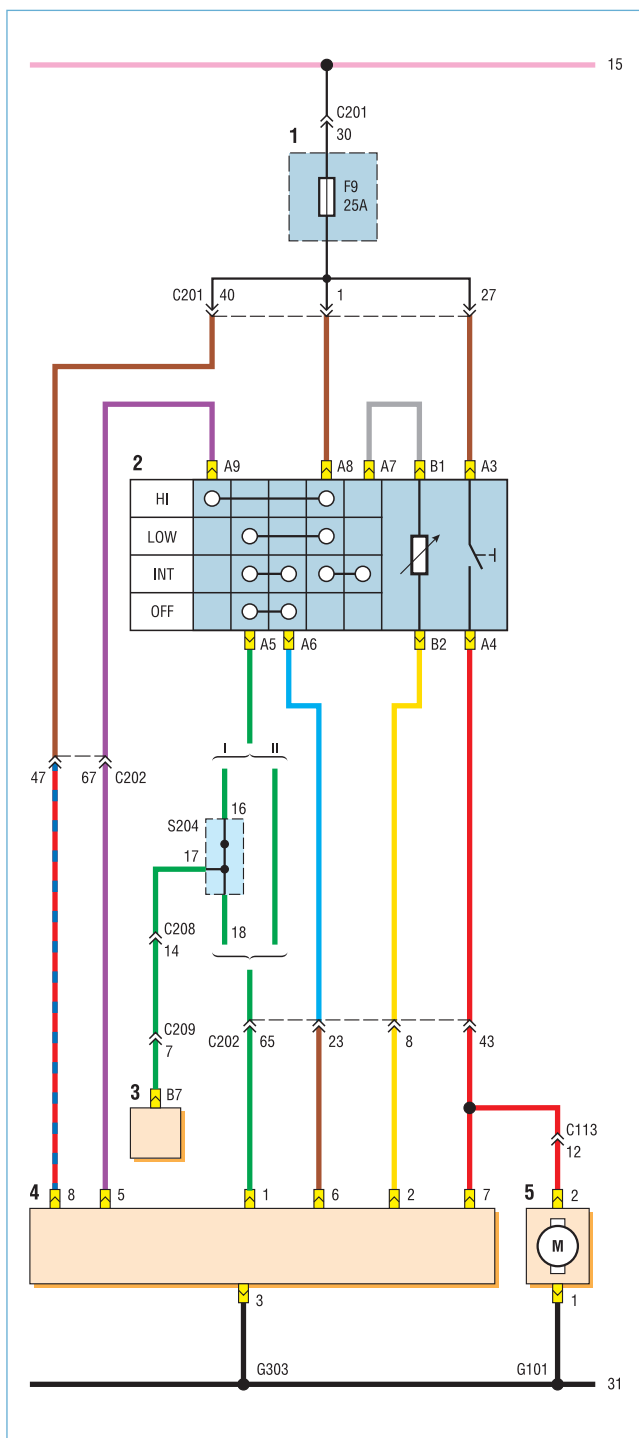 15
C201
30
1
F9
25A
C201 40 1 27
2 A9 A8 A7 B1 A3
HI
LOW
INT
OFF
A5 A6 B2 A4
I II
47 67 C202
S204 16
17
18
C208
14
C209
7
C202 65 23 8 43
3 B7
C113
12
4 8 5 1 6 2 7 5 2
M
3 1
G303 G101 31